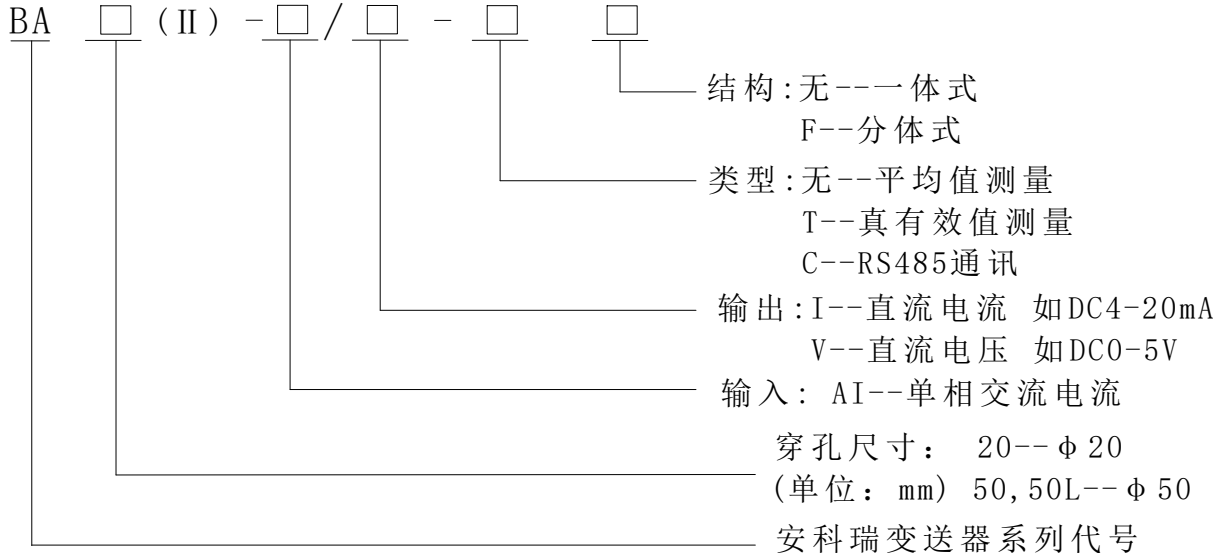 BA □(Ⅱ)-□/□-□ □
结构:无--一体式
F--分体式
类型:无--平均值测量
T--真有效值测量
C--RS485通讯
输出:I--直流电流 如DC4-20mA
V--直流电压 如DC0-5V
输入: AI--单相交流电流
穿孔尺寸： 20--φ20
(单位：mm) 50,50L--φ50
安科瑞变送器系列代号